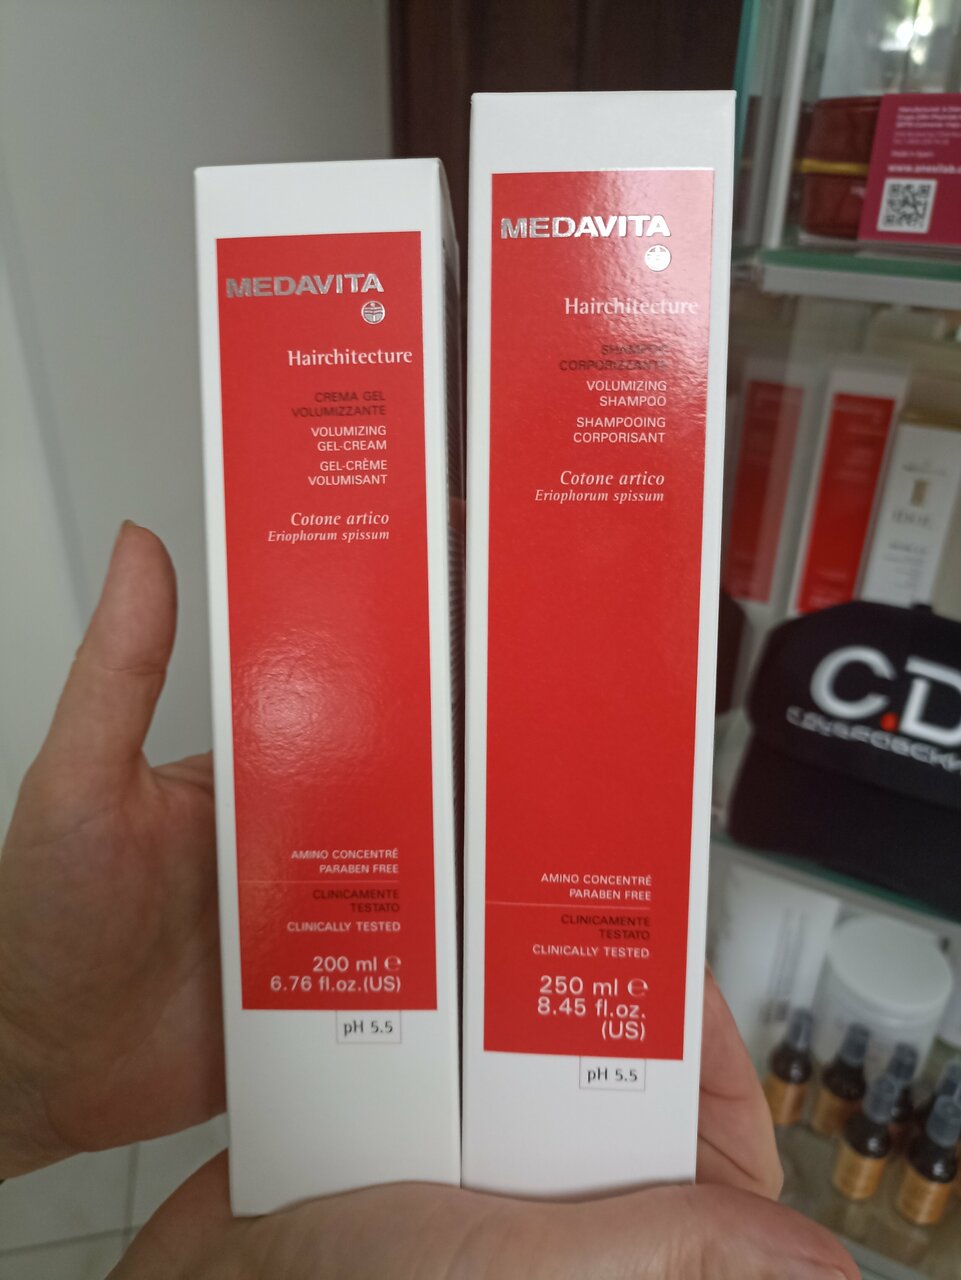 MEDAVITA
Hairchitecture
CREMA GEL
VOLUMIZZANTE
VOLUMIZING
GEL-CREAM
GEL-CRÈME
VOLUMISANT
Cotone artico
Eriophorum spissum
AMINO CONCENTRÉ
PARABEN FREE
CLINICAMENTE
TESTATO
CLINICALLY TESTED
200 ml ℮
6.76 fl.oz.(US)
pH 5.5
MEDAVITA
Hairchitecture
SHAMPOO
CORPORIZZANTE
VOLUMIZING
SHAMPOO
SHAMPOOING
CORPORISANT
Cotone artico
Eriophorum spissum
AMINO CONCENTRÉ
PARABEN FREE
CLINICAMENTE
TESTATO
CLINICALLY TESTED
250 ml ℮
8.45 fl.oz.
(US)
pH 5.5
C.D